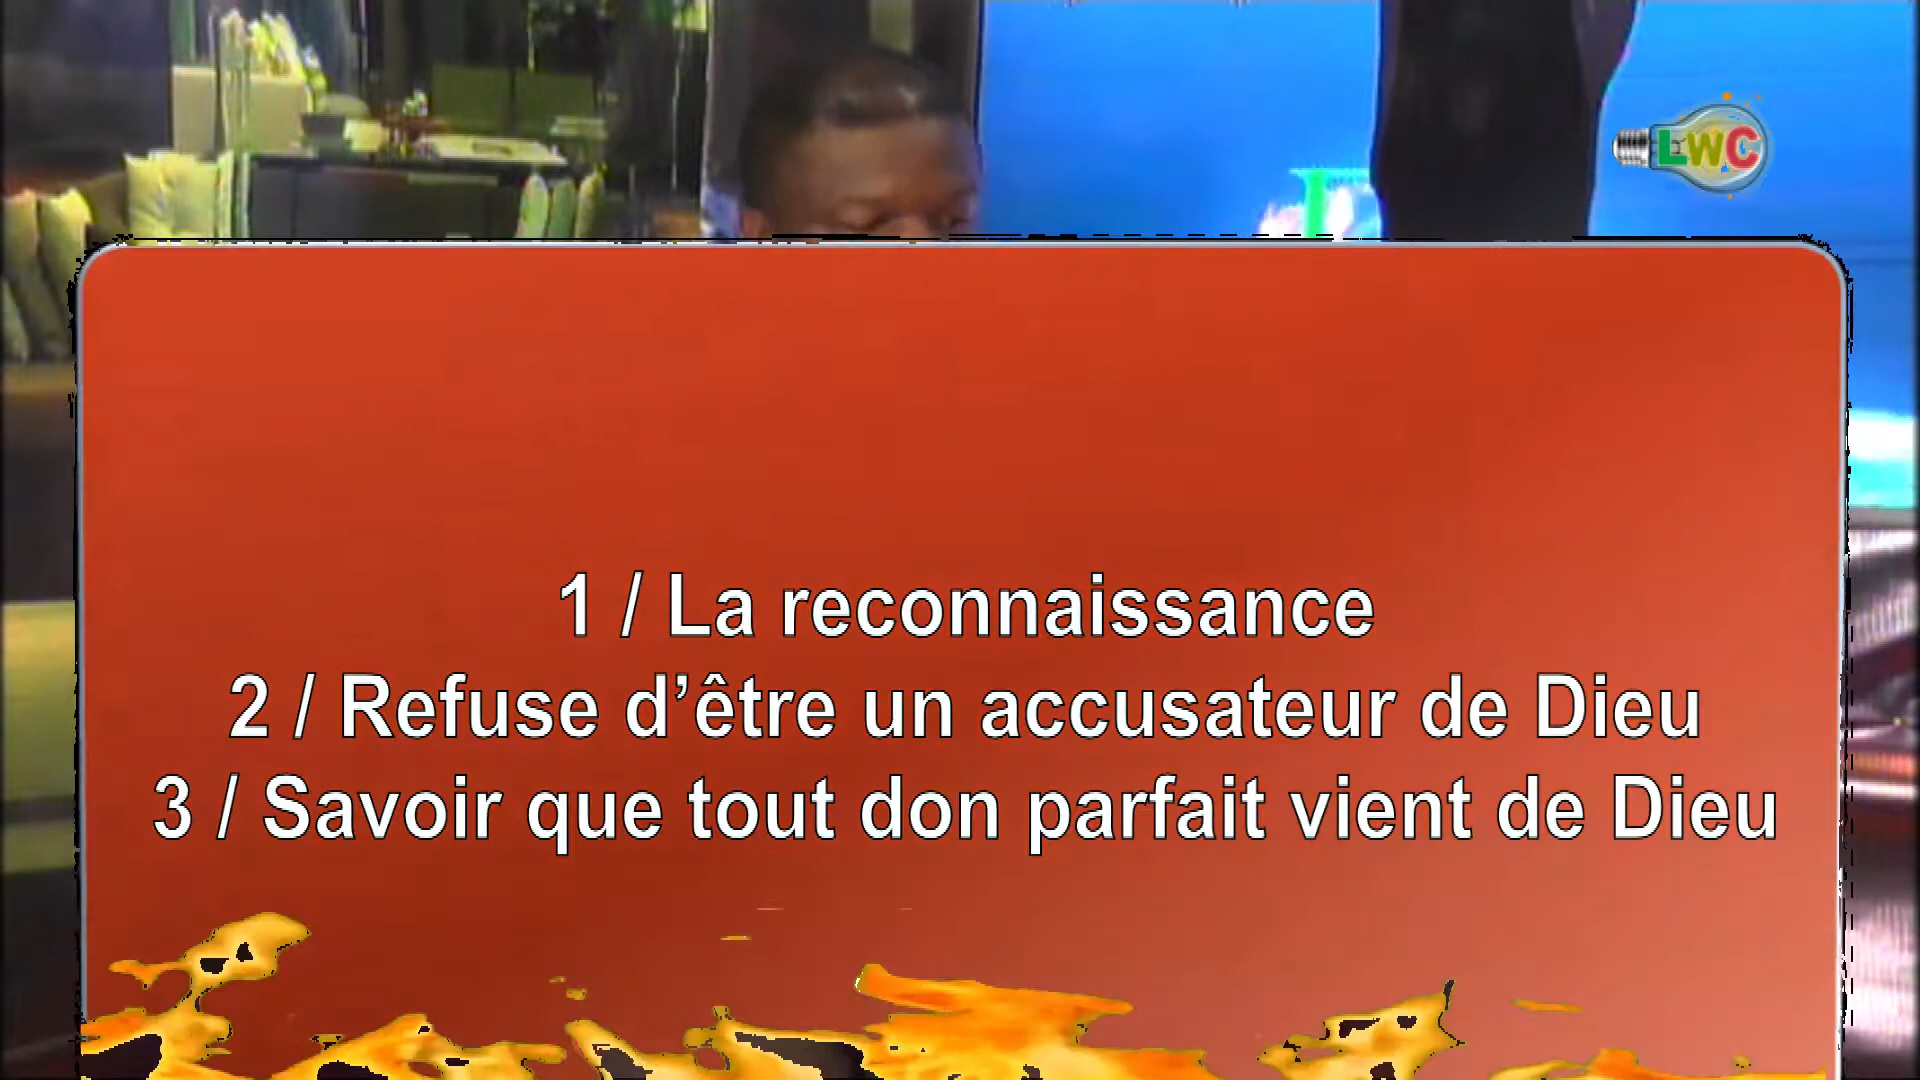 LWC
1 / La reconnaissance
2 / Refuse d’être un accusateur de Dieu
3 / Savoir que tout don parfait vient de Dieu